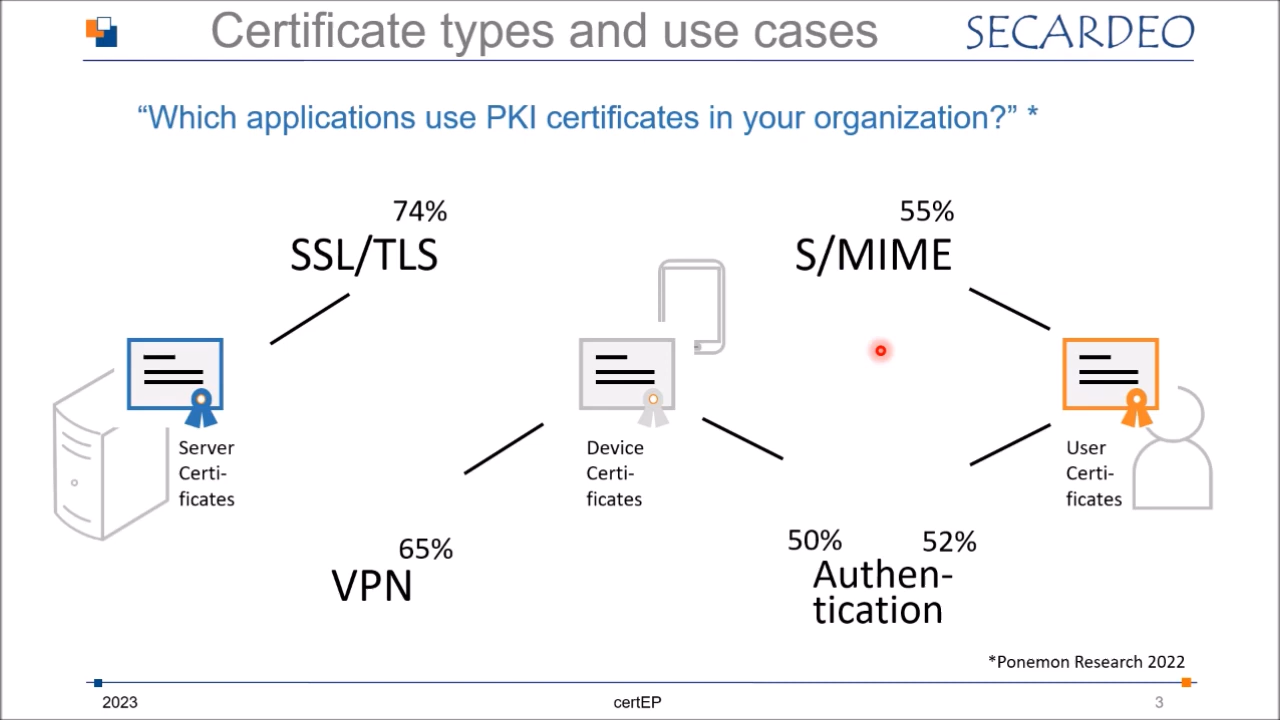 Certificate types and use cases
SECARDEO
“Which applications use PKI certificates in your organization?” *
74%
SSL/TLS
55%
S/MIME
Server
Certi-
ficates
Device
Certi-
ficates
User
Certi-
ficates
65%
VPN
50%
52%
Authen-
tication
*Ponemon Research 2022
2023
certEP
3